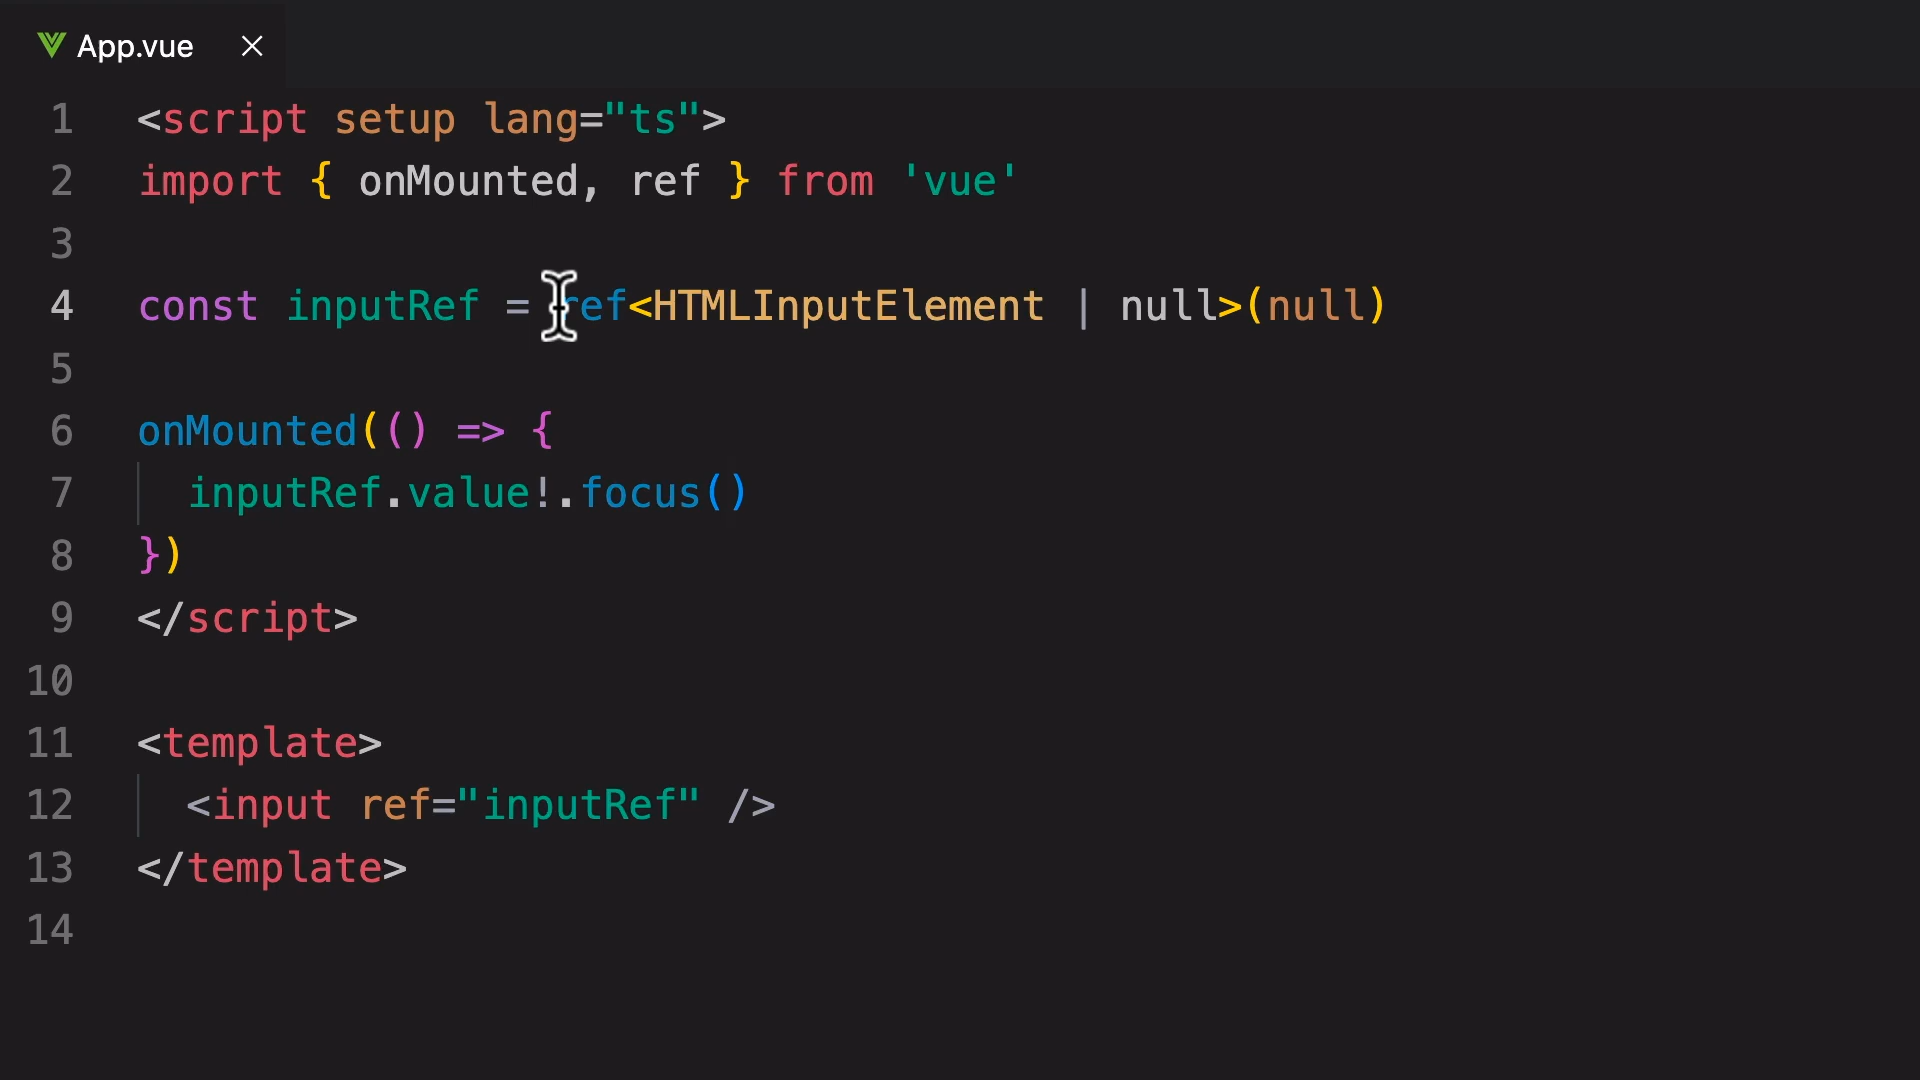 App.vue
1 <script setup lang="ts">
2 import { onMounted, ref } from 'vue'
3
4 const inputRef = ref<HTMLInputElement | null>(null)
5
6 onMounted(() => {
7 inputRef.value!.focus()
8 })
9 </script>
10
11 <template>
12 <input ref="inputRef" />
13 </template>
14